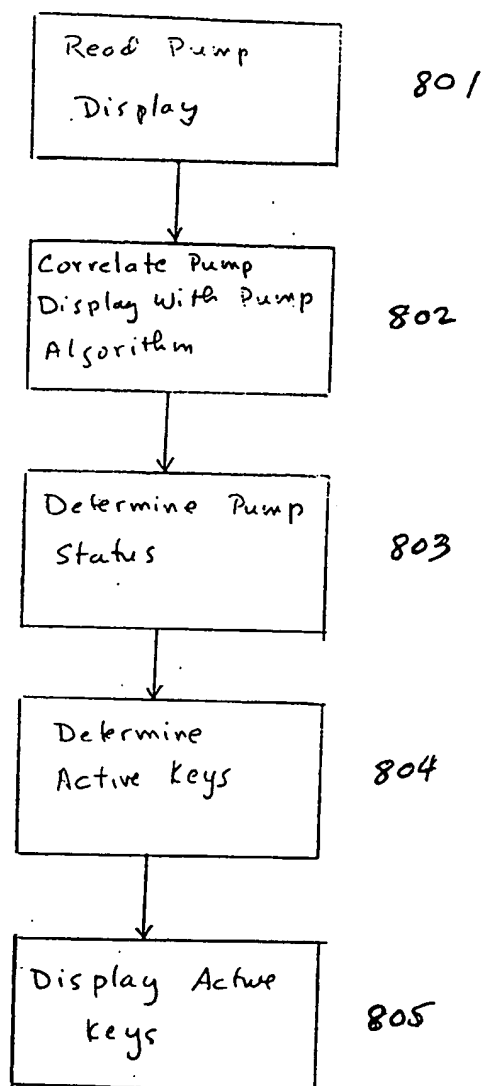 Read Pump
Display
801
Correlate Pump
Display with Pump
Algorithm
802
Determine Pump
Status
803
Determine
Active Keys
804
Display Active
Keys
805